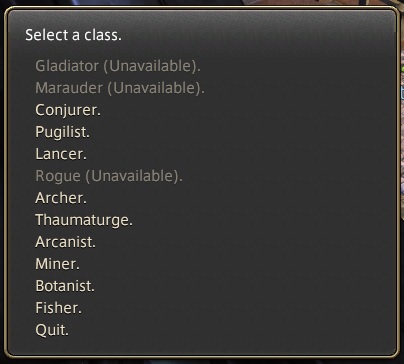 Select a class.
Gladiator (Unavailable).
Marauder (Unavailable).
Conjurer.
Pugilist.
Lancer.
Rogue (Unavailable).
Archer.
Thaumaturge.
Arcanist.
Miner.
Botanist.
Fisher.
Quit.